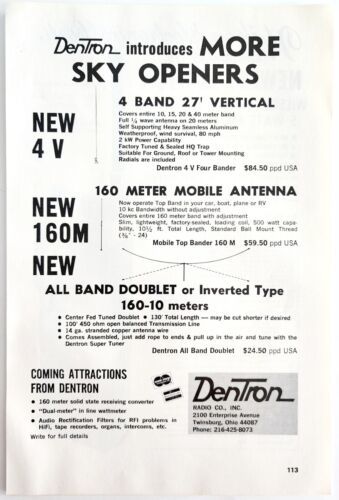 DenTron introduces MORE
SKY OPENERS
4 BAND 27' VERTICAL
NEW
4 V
Covers entire 10, 15, 20 & 40 meter band
Full ¼ wave antenna on 20 meters
Self Supporting Heavy Seamless Aluminum
Weatherproof, wind survival, 80 mph
2 kW Power Capability
Factory Tuned & Sealed HQ Trap
Suitable For Ground, Roof or Tower Mounting
Radials are included
Dentron 4 V Four Bander $84.50 ppd USA
160 METER MOBILE ANTENNA
NEW
160M
Now operate Top Band in your car, boat, plane or RV
10 kc Bandwidth without adjustment
Covers entire 160 meter band with adjustment
Slim, lightweight, factory-sealed, loading coil, 500 watt capa-
bility, 10½ ft. Total Length, Standard Ball Mount Thread
(⅜" - 24)
Mobile Top Bander 160 M $59.50 ppd USA
NEW
ALL BAND DOUBLET or Inverted Type
160-10 meters
• Center Fed Tuned Doublet • 130' Total Length — may be cut shorter if desired
• 100' 450 ohm open balanced Transmission Line
• 14 ga. stranded copper antenna wire
• Comes Assembled, just add rope to ends & pull up in the air and tune with the
Dentron Super Tuner
Dentron All Band Doublet $24.50 ppd USA
COMING ATTRACTIONS
FROM DENTRON
• 160 meter solid state receiving converter
• "Dual-meter" in line wattmeter
• Audio Rectification Filters for RFI problems in
HiFi, tape recorders, organs, intercoms, etc.
Write for full details
DenTron
RADIO CO., INC.
2100 Enterprise Avenue
Twinsburg, Ohio 44087
Phone: 216-425-8073
113